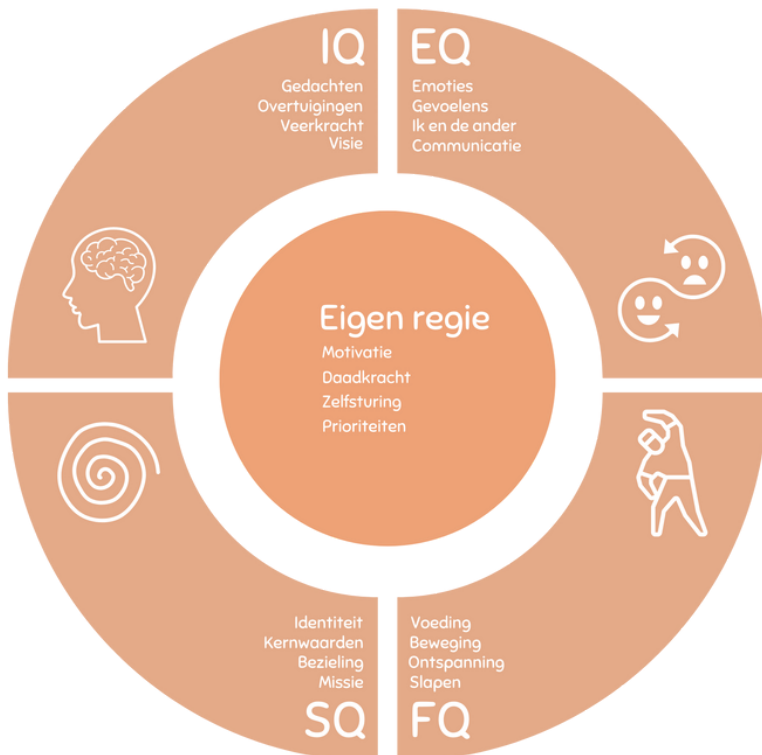 IQ
Gedachten
Overtuigingen
Veerkracht
Visie
EQ
Emoties
Gevoelens
Ik en de ander
Communicatie
Eigen regie
Motivatie
Daadkracht
Zelfsturing
Prioriteiten
Identiteit
Kernwaarden
Bezieling
Missie
SQ
Voeding
Beweging
Ontspanning
Slapen
FQ